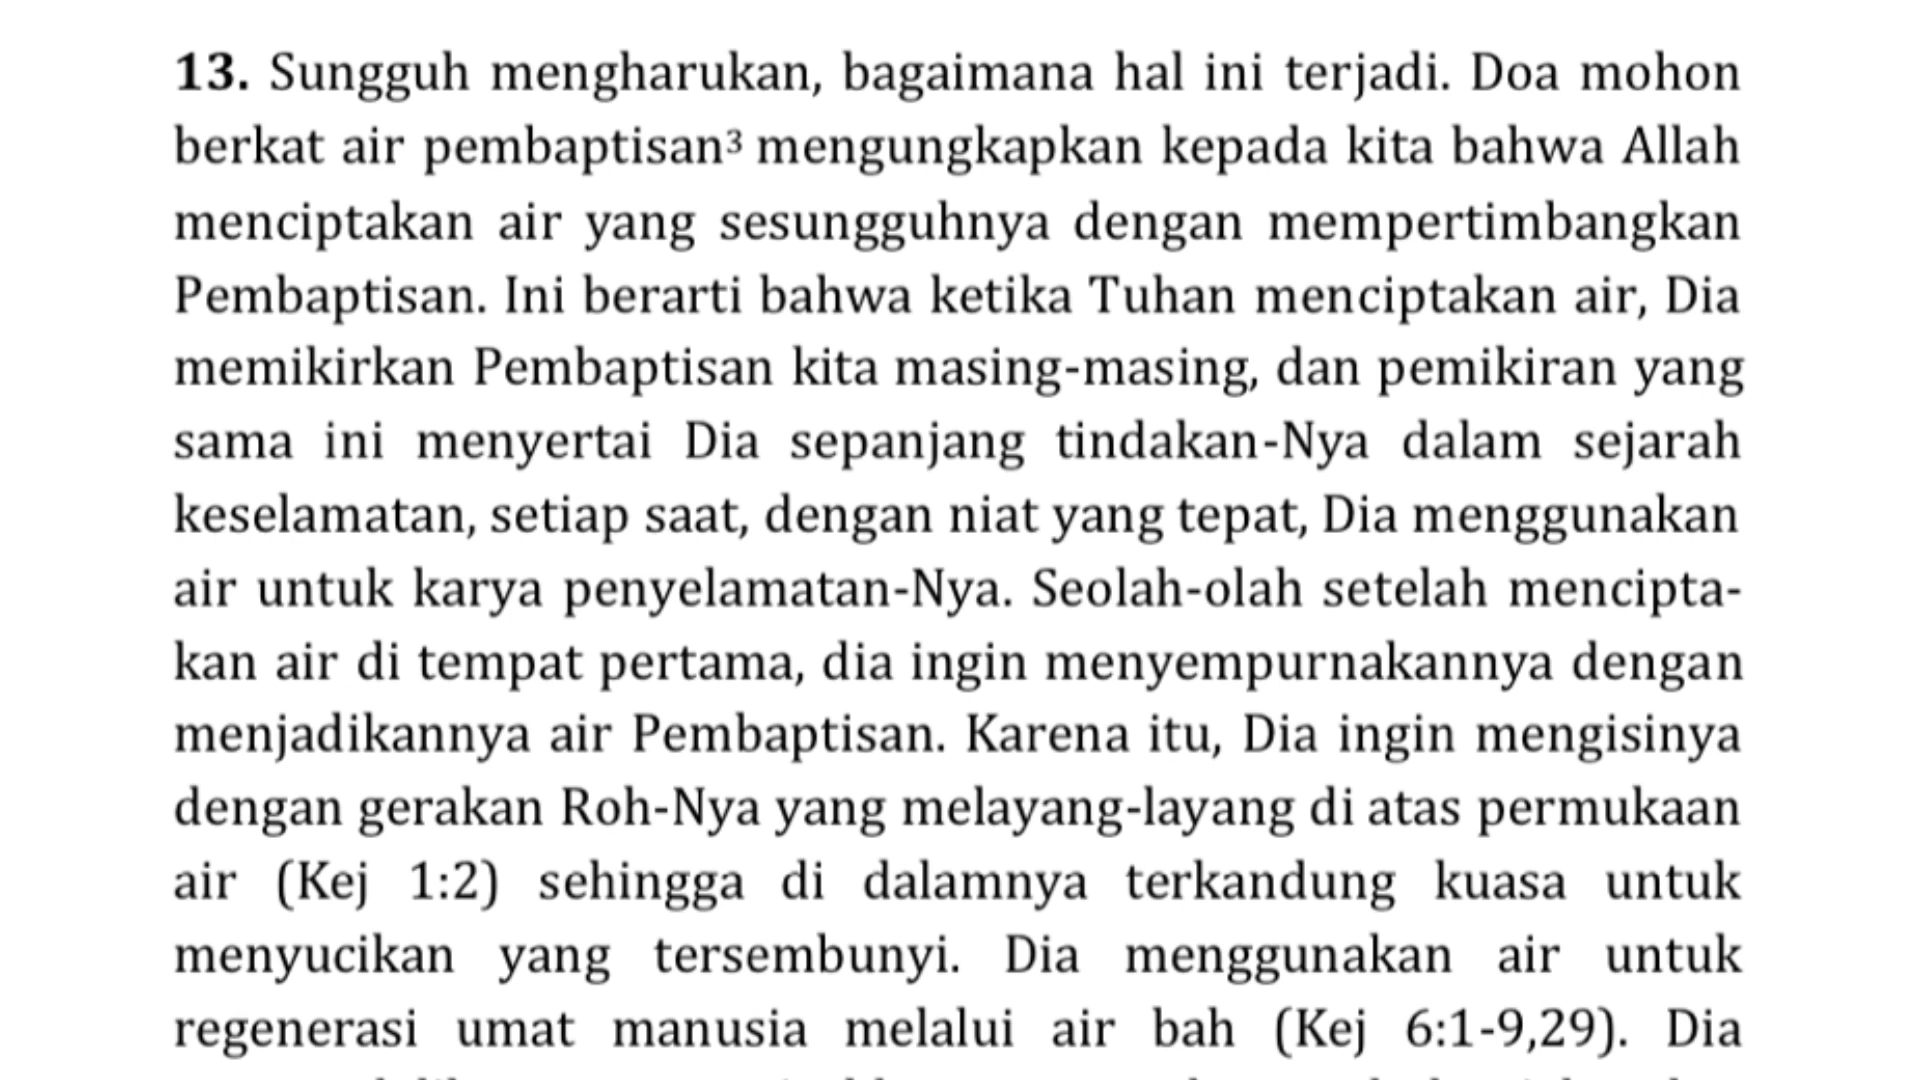 13. Sungguh mengharukan, bagaimana hal ini terjadi. Doa mohon
berkat air pembaptisan³ mengungkapkan kepada kita bahwa Allah
menciptakan air yang sesungguhnya dengan mempertimbangkan
Pembaptisan. Ini berarti bahwa ketika Tuhan menciptakan air, Dia
memikirkan Pembaptisan kita masing-masing, dan pemikiran yang
sama ini menyertai Dia sepanjang tindakan-Nya dalam sejarah
keselamatan, setiap saat, dengan niat yang tepat, Dia menggunakan
air untuk karya penyelamatan-Nya. Seolah-olah setelah mencipta-
kan air di tempat pertama, dia ingin menyempurnakannya dengan
menjadikannya air Pembaptisan. Karena itu, Dia ingin mengisinya
dengan gerakan Roh-Nya yang melayang-layang di atas permukaan
air (Kej 1:2) sehingga di dalamnya terkandung kuasa untuk
menyucikan yang tersembunyi. Dia menggunakan air untuk
regenerasi umat manusia melalui air bah (Kej 6:1-9,29). Dia